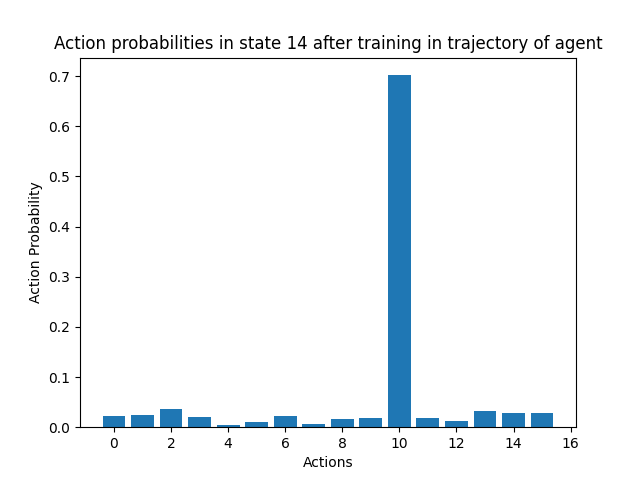 Action probabilities in state 14 after training in trajectory of agent
0.7
0.6
0.5
0.4
0.3
0.2
0.1
0.0
Action Probability
0 2 4 6 8 10 12 14 16
Actions